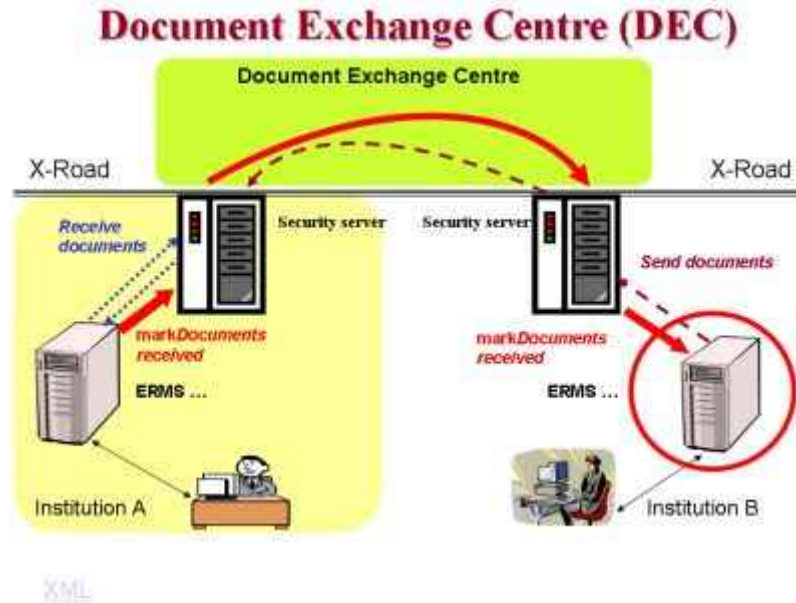 Document Exchange Centre (DEC)
Document Exchange Centre
X-Road
X-Road
Receive
documents
Security server
Security server
Send documents
markDocuments
received
markDocuments
received
ERMS ...
ERMS ...
Institution A
Institution B
XML